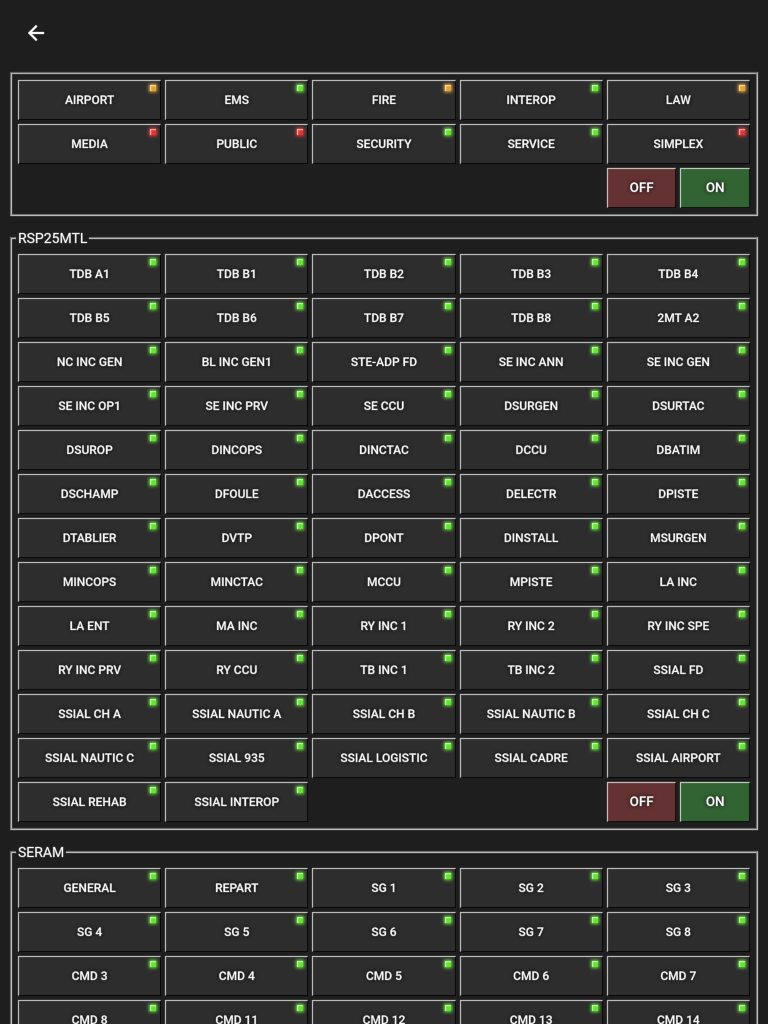 AIRPORT EMS FIRE INTEROP LAW
MEDIA PUBLIC SECURITY SERVICE SIMPLEX
OFF ON
RSP25MTL
TDB A1 TDB B1 TDB B2 TDB B3 TDB B4
TDB B5 TDB B6 TDB B7 TDB B8 2MT A2
NC INC GEN BL INC GEN1 STE-ADP FD SE INC ANN SE INC GEN
SE INC OP1 SE INC PRV SE CCU DSURGEN DSURTAC
DSUROP DINCOPS DINCTAC DCCU DBATIM
DSCHAMP DFOULE DACCESS DELECTR DPISTE
DTABLIER DVTP DPONT DINSTALL MSURGEN
MINCOPS MINCTAC MCCU MPISTE LA INC
LA ENT MA INC RY INC 1 RY INC 2 RY INC SPE
RY INC PRV RY CCU TB INC 1 TB INC 2 SSIAL FD
SSIAL CH A SSIAL NAUTIC A SSIAL CH B SSIAL NAUTIC B SSIAL CH C
SSIAL NAUTIC C SSIAL 935 SSIAL LOGISTIC SSIAL CADRE SSIAL AIRPORT
SSIAL REHAB SSIAL INTEROP OFF ON
SERAM
GENERAL REPART SG 1 SG 2 SG 3
SG 4 SG 5 SG 6 SG 7 SG 8
CMD 3 CMD 4 CMD 5 CMD 6 CMD 7
CMD 8 CMD 11 CMD 12 CMD 13 CMD 14